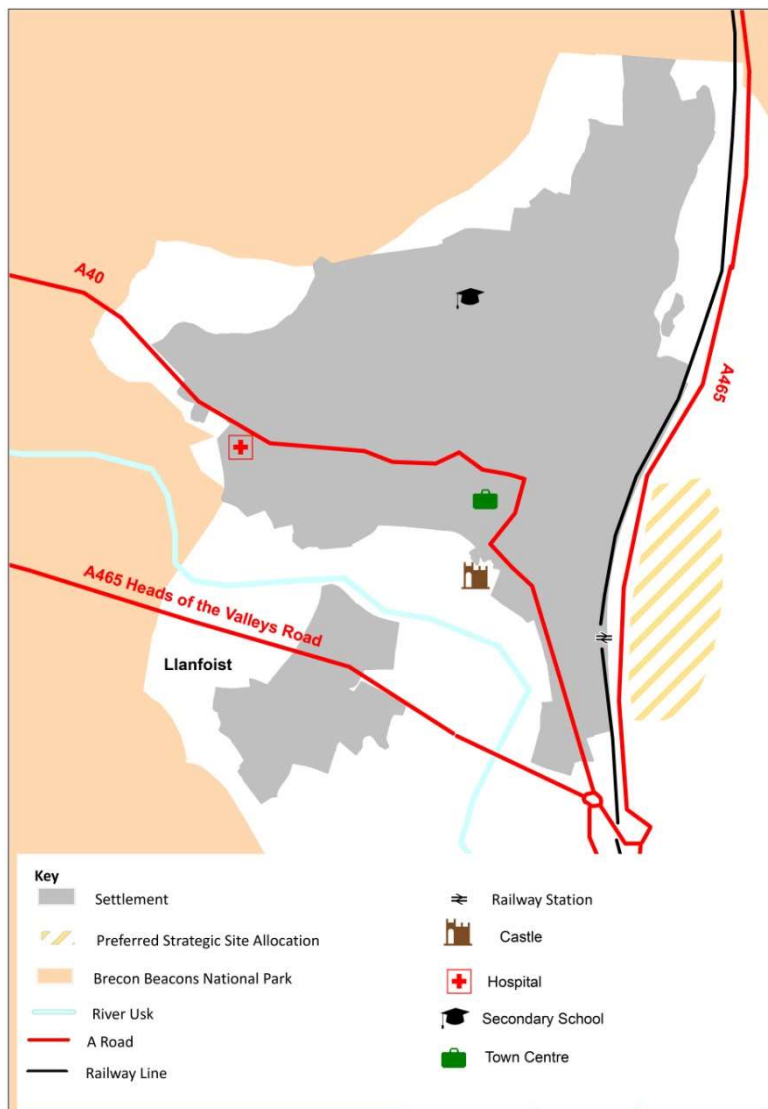 A40
A465
A465 Heads of the Valleys Road
Llanfoist
Key
Settlement
Preferred Strategic Site Allocation
Brecon Beacons National Park
River Usk
A Road
Railway Line
Railway Station
Castle
Hospital
Secondary School
Town Centre